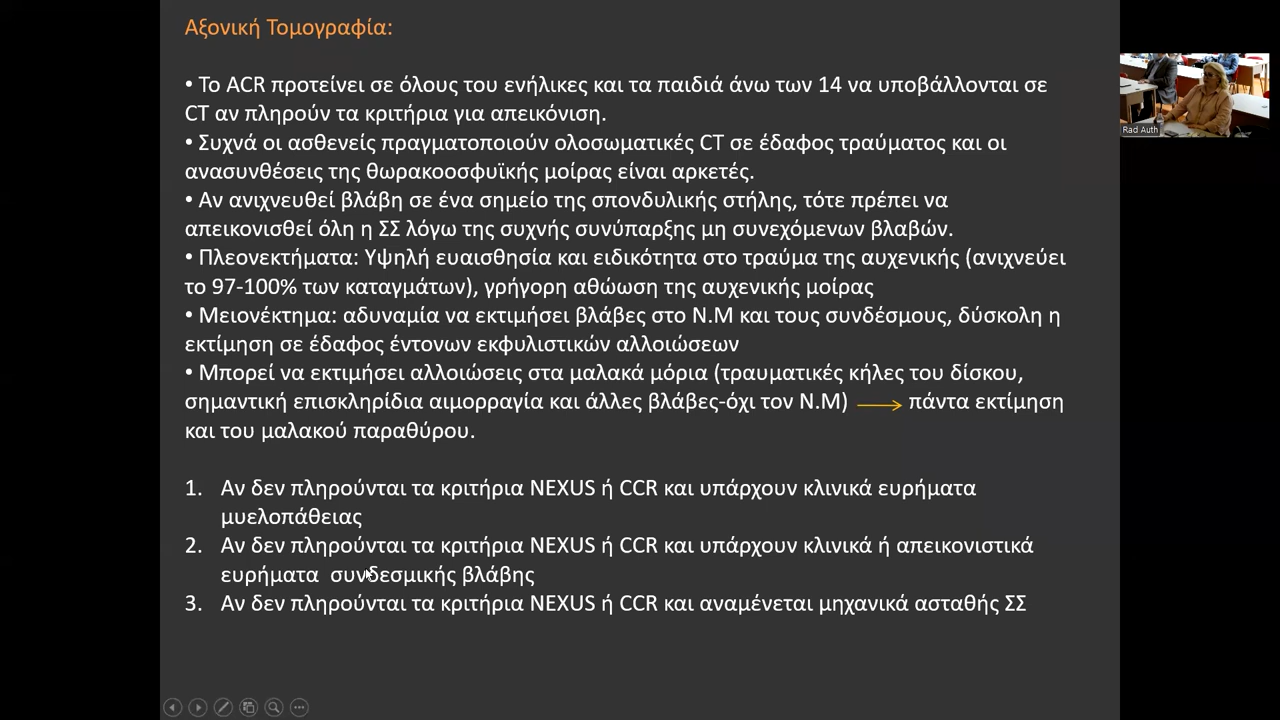 Αξονική Τομογραφία:
• Το ACR προτείνει σε όλους του ενήλικες και τα παιδιά άνω των 14 να υποβάλλονται σε
CT αν πληρούν τα κριτήρια για απεικόνιση.
• Συχνά οι ασθενείς πραγματοποιούν ολοσωματικές CT σε έδαφος τραύματος και οι
ανασυνθέσεις της θωρακοοσφυϊκής μοίρας είναι αρκετές.
• Αν ανιχνευθεί βλάβη σε ένα σημείο της σπονδυλικής στήλης, τότε πρέπει να
απεικονισθεί όλη η ΣΣ λόγω της συχνής συνύπαρξης μη συνεχόμενων βλαβών.
• Πλεονεκτήματα: Υψηλή ευαισθησία και ειδικότητα στο τραύμα της αυχενικής (ανιχνεύει
το 97-100% των καταγμάτων), γρήγορη αθώωση της αυχενικής μοίρας
• Μειονέκτημα: αδυναμία να εκτιμήσει βλάβες στο Ν.Μ και τους συνδέσμους, δύσκολη η
εκτίμηση σε έδαφος έντονων εκφυλιστικών αλλοιώσεων
• Μπορεί να εκτιμήσει αλλοιώσεις στα μαλακά μόρια (τραυματικές κήλες του δίσκου,
σημαντική επισκληρίδια αιμορραγία και άλλες βλάβες-όχι τον Ν.Μ) → πάντα εκτίμηση
και του μαλακού παραθύρου.
1. Αν δεν πληρούνται τα κριτήρια NEXUS ή CCR και υπάρχουν κλινικά ευρήματα
μυελοπάθειας
2. Αν δεν πληρούνται τα κριτήρια NEXUS ή CCR και υπάρχουν κλινικά ή απεικονιστικά
ευρήματα συνδεσμικής βλάβης
3. Αν δεν πληρούνται τα κριτήρια NEXUS ή CCR και αναμένεται μηχανικά ασταθής ΣΣ
Rad Auth